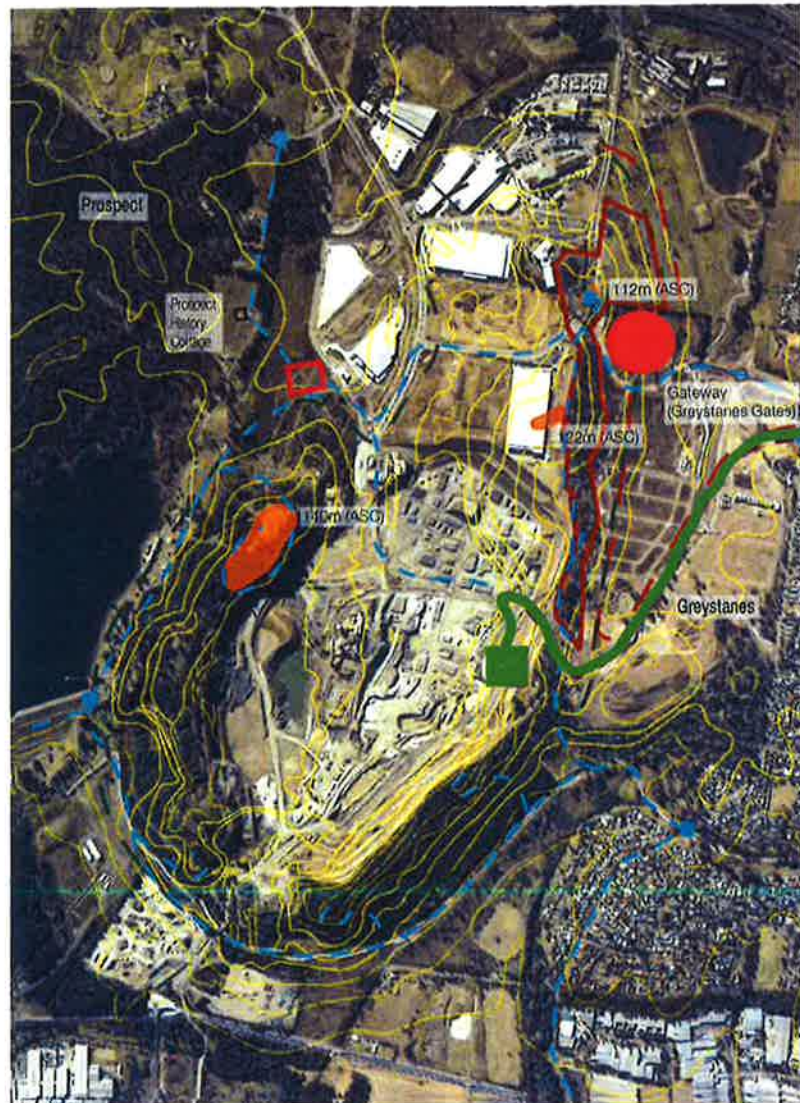 Prospect
112m (ASC)
Prospect
History
Cottage
Gateway
(Greystanes Gates)
122m (ASC)
140m (ASC)
Greystanes